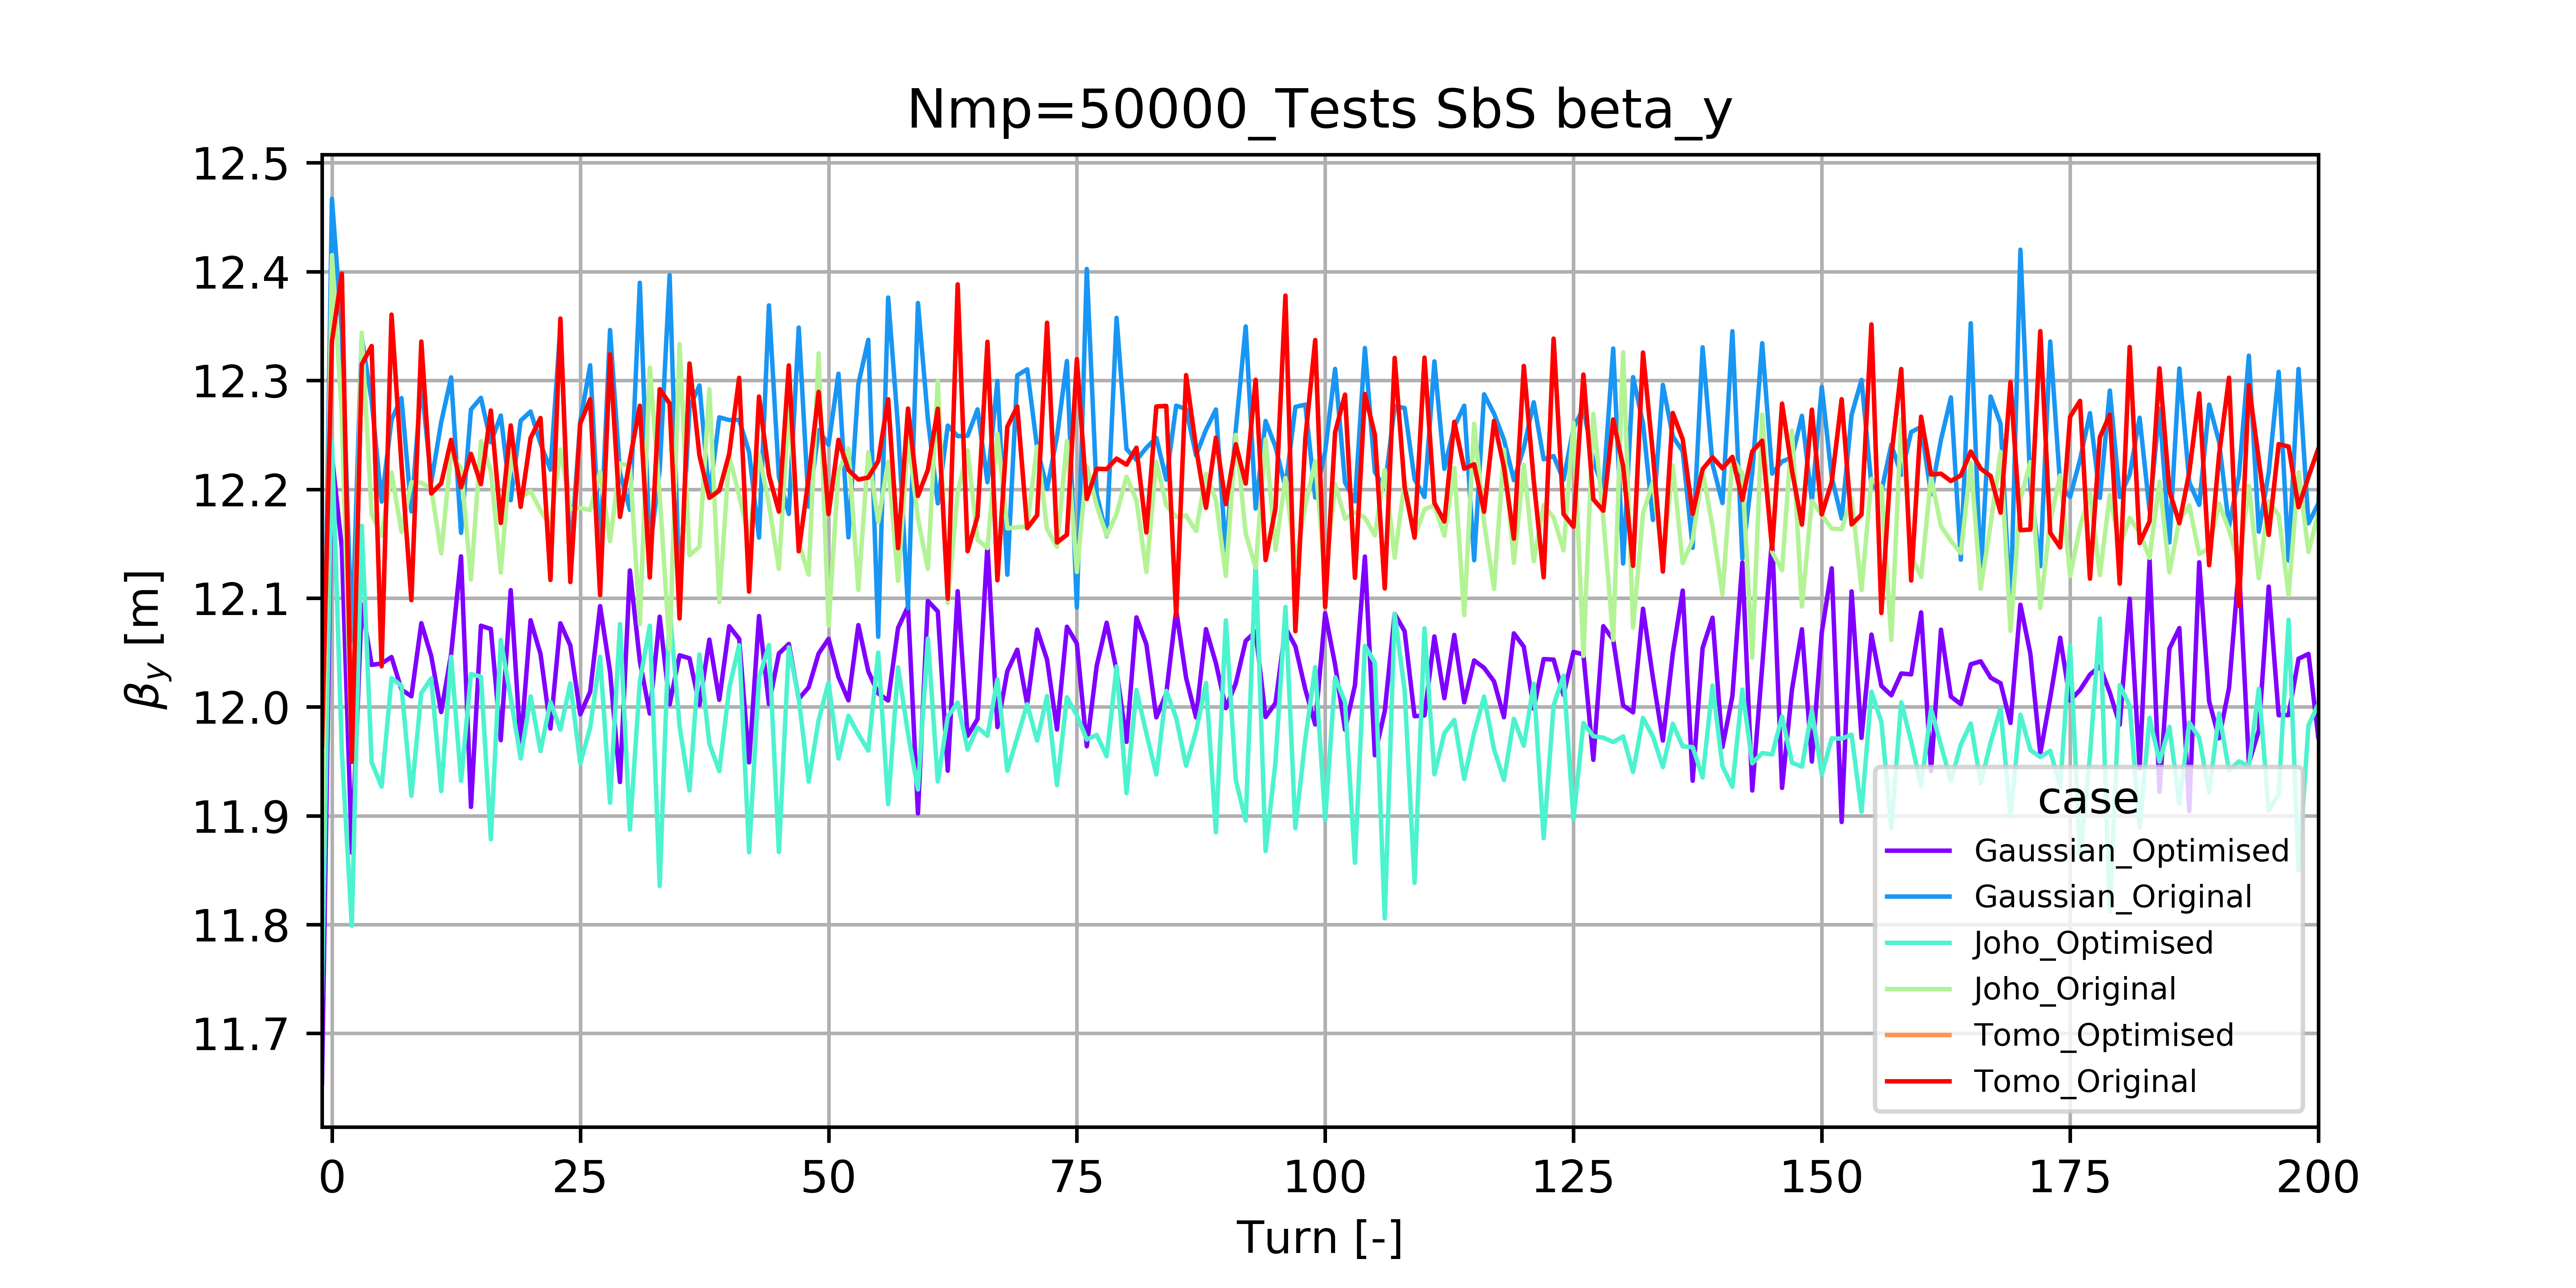 Nmp=50000_Tests SbS beta_y
12.5
12.4
12.3
12.2
12.1
12.0
11.9
11.8
11.7
βy [m]
case
Gaussian_Optimised
Gaussian_Original
Joho_Optimised
Joho_Original
Tomo_Optimised
Tomo_Original
0 25 50 75 100 125 150 175 200
Turn [-]